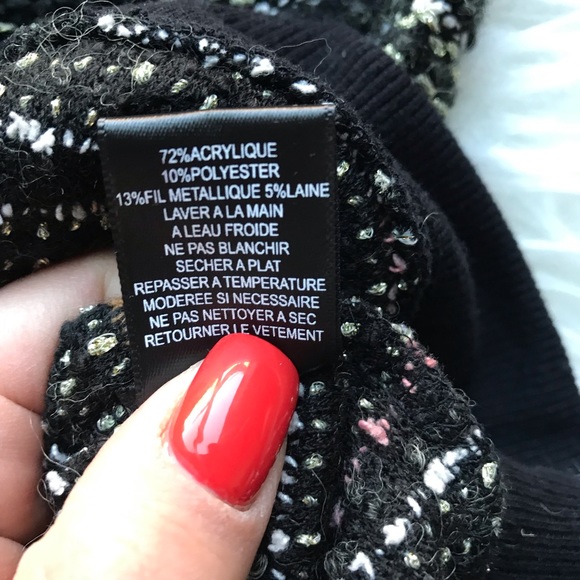 72%ACRYLIQUE
10%POLYESTER
13%FIL METALLIQUE 5%LAINE
LAVER A LA MAIN
A LEAU FROIDE
NE PAS BLANCHIR
SECHER A PLAT
REPASSER A TEMPERATURE
MODEREE SI NECESSAIRE
NE PAS NETTOYER A SEC
RETOURNER LE VETEMENT